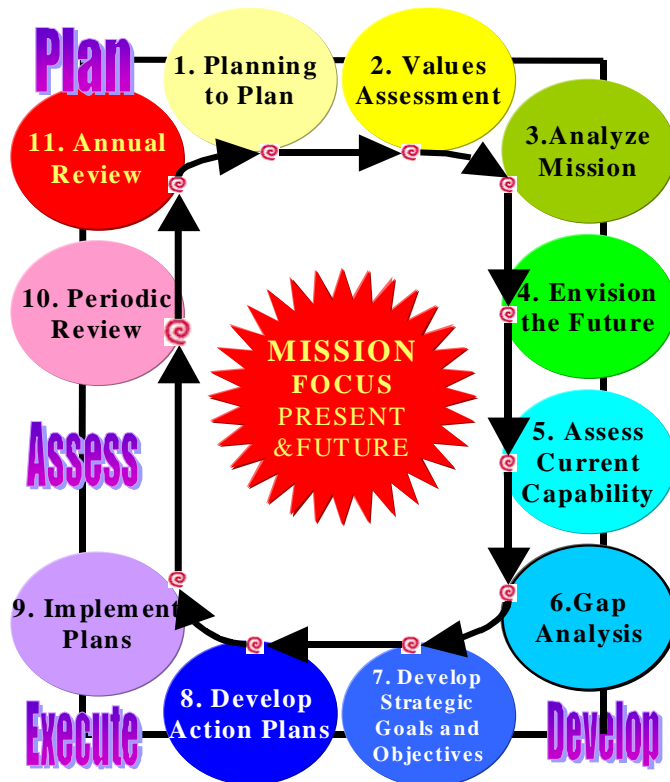 Plan
1. Planning
to Plan
2. Values
Assessment
3.Analyze
Mission
4. Envision
the Future
5. Assess
Current
Capability
6.Gap
Analysis
Develop
7. Develop
Strategic
Goals and
Objectives
8. Develop
Action Plans
Execute
9. Implement
Plans
Assess
10. Periodic
Review
11. Annual
Review
MISSION
FOCUS
PRESENT
&FUTURE